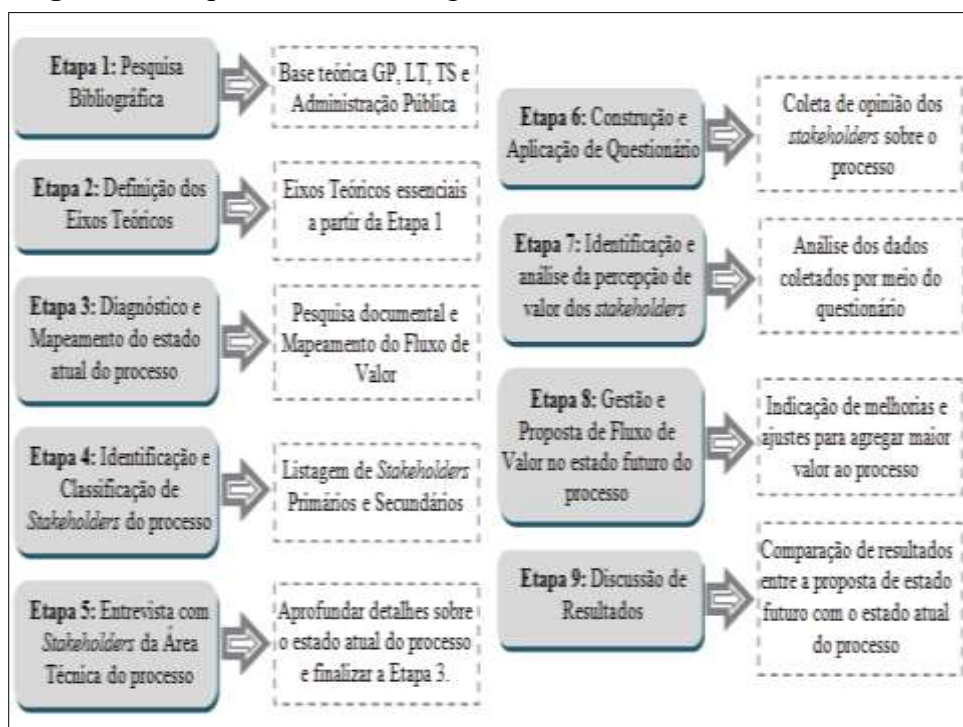 Etapa 1: Pesquisa
Bibliográfica
Base teórica GP, LT, TS e
Administração Pública
Etapa 2: Definição dos
Eixos Teóricos
Eixos Teóricos essenciais
a partir da Etapa 1
Etapa 3: Diagnóstico e
Mapeamento do estado
atual do processo
Pesquisa documental e
Mapeamento do Fluxo de
Valor
Etapa 4: Identificação e
Classificação de
Stakeholders do processo
Listagem de Stakeholders
Primários e Secundários
Etapa 5: Entrevista com
Stakeholders da Área
Técnica do processo
Aprofundar detalhes sobre
o estado atual do processo
e finalizar a Etapa 3.
Etapa 6: Construção e
Aplicação de Questionário
Coleta de opinião dos
stakeholders sobre o
processo
Etapa 7: Identificação e
análise da percepção de
valor dos stakeholders
Análise dos dados
coletados por meio do
questionário
Etapa 8: Gestão e
Proposta de Fluxo de
Valor no estado futuro do
processo
Indicação de melhorias e
ajustes para agregar maior
valor ao processo
Etapa 9: Discussão de
Resultados
Comparação de resultados
entre a proposta de estado
futuro com o estado atual
do processo